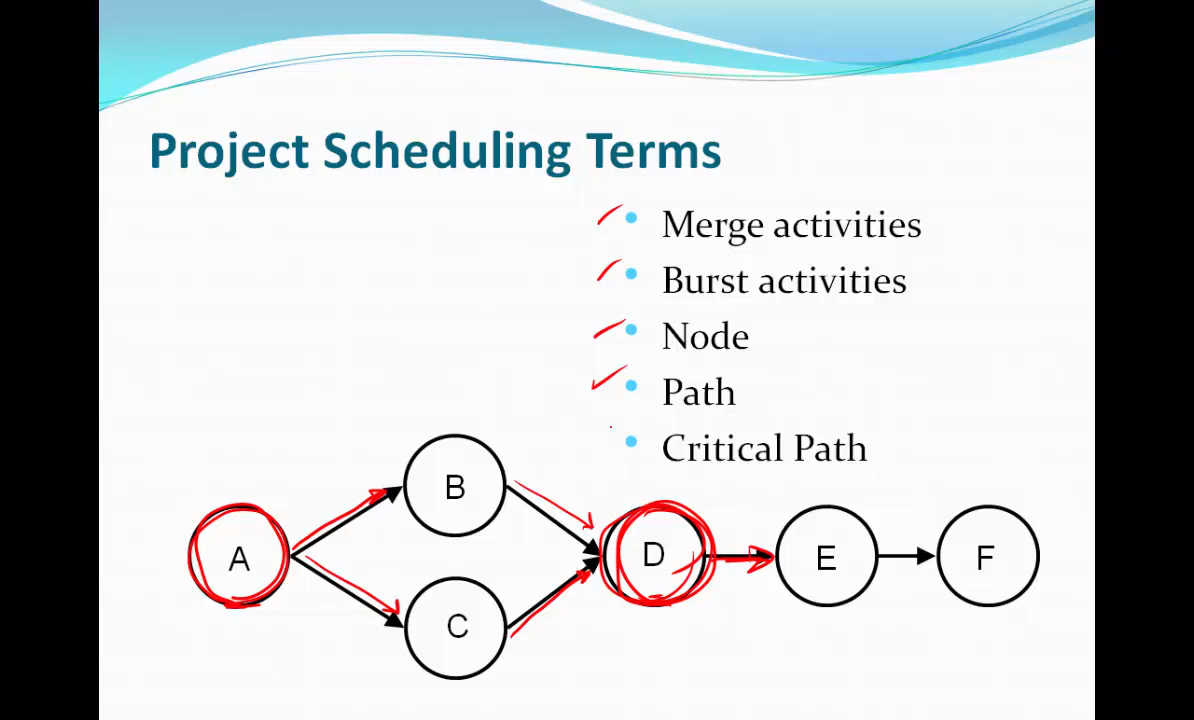 Project Scheduling Terms
• Merge activities
• Burst activities
• Node
• Path
• Critical Path
B
A
D
E
F
C